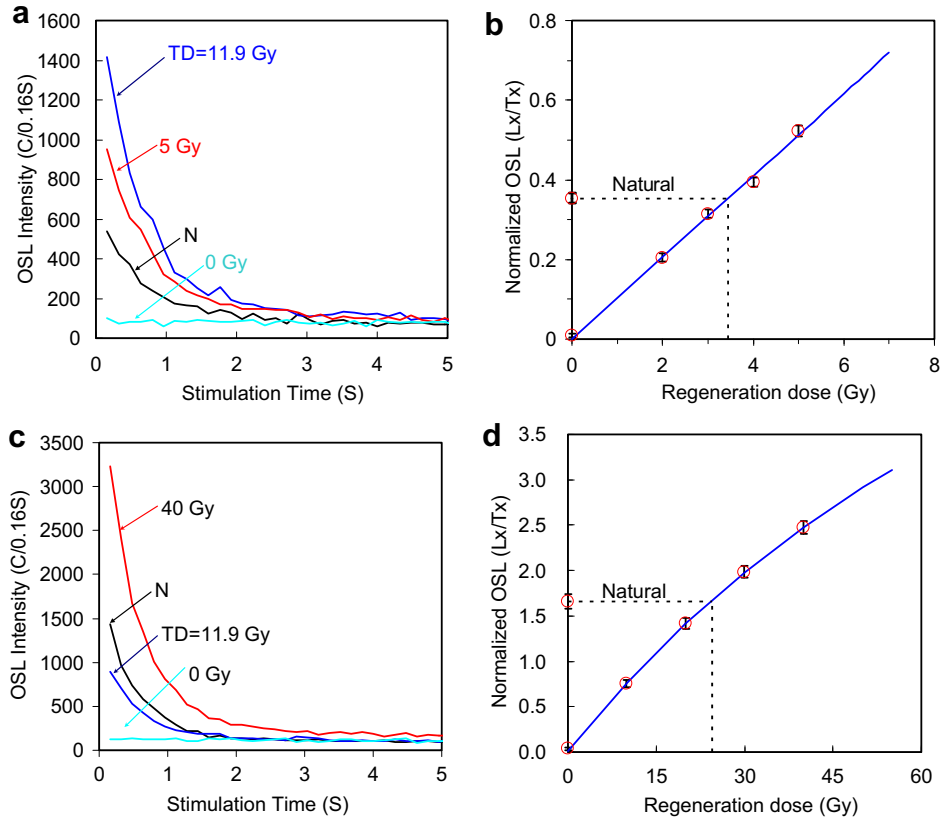 a
OSL Intensity (C/0.16S)
1600
1400
1200
1000
800
600
400
200
0
TD=11.9 Gy
5 Gy
N
0 Gy
0 1 2 3 4 5
Stimulation Time (S)
b
Normalized OSL (Lx/Tx)
0.8
0.6
0.4
0.2
0
Natural
0 2 4 6 8
Regeneration dose (Gy)
c
OSL Intensity (C/0.16S)
3500
3000
2500
2000
1500
1000
500
0
40 Gy
N
TD=11.9 Gy
0 Gy
0 1 2 3 4 5
Stimulation Time (S)
d
Normalized OSL (Lx/Tx)
3.5
3.0
2.5
2.0
1.5
1.0
0.5
0.0
Natural
0 15 30 45 60
Regeneration dose (Gy)